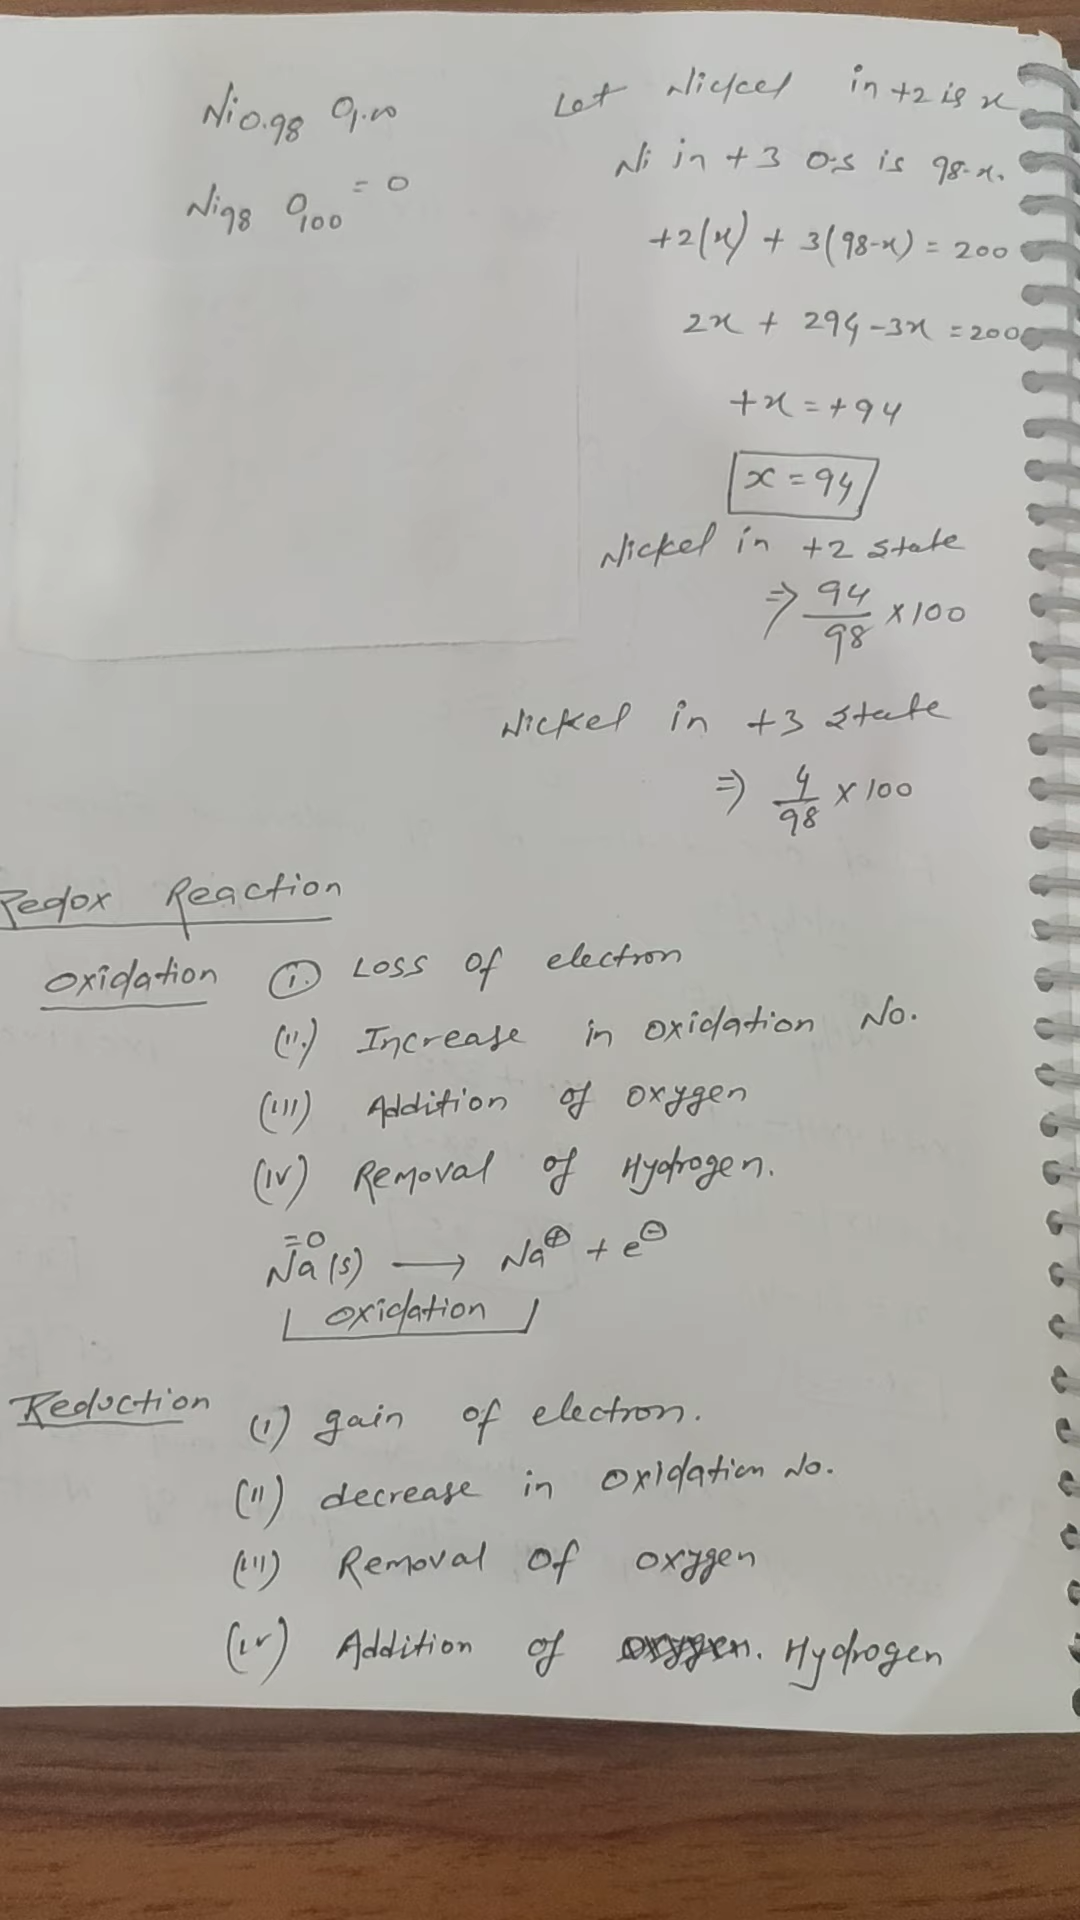 Ni0.98 O1.00
Ni98 O100 = 0
Let Nickel in +2 is x
Ni in +3 O.S is 98-x.
+2(x) + 3(98-x) = 200
2x + 294 - 3x = 200
+x = +94
x = 94
Nickel in +2 state
⇒ 94/98 x 100
Nickel in +3 state
⇒ 4/98 x 100
Redox Reaction
Oxidation (i.) Loss of electron
(ii.) Increase in oxidation No.
(iii) Addition of oxygen
(iv) Removal of Hydrogen.
=0
Na(s) → Na⊕ + e⊖
oxidation
Reduction (i) gain of electron.
(ii) decrease in oxidation No.
(iii) Removal of oxygen
(iv) Addition of oxygen. Hydrogen